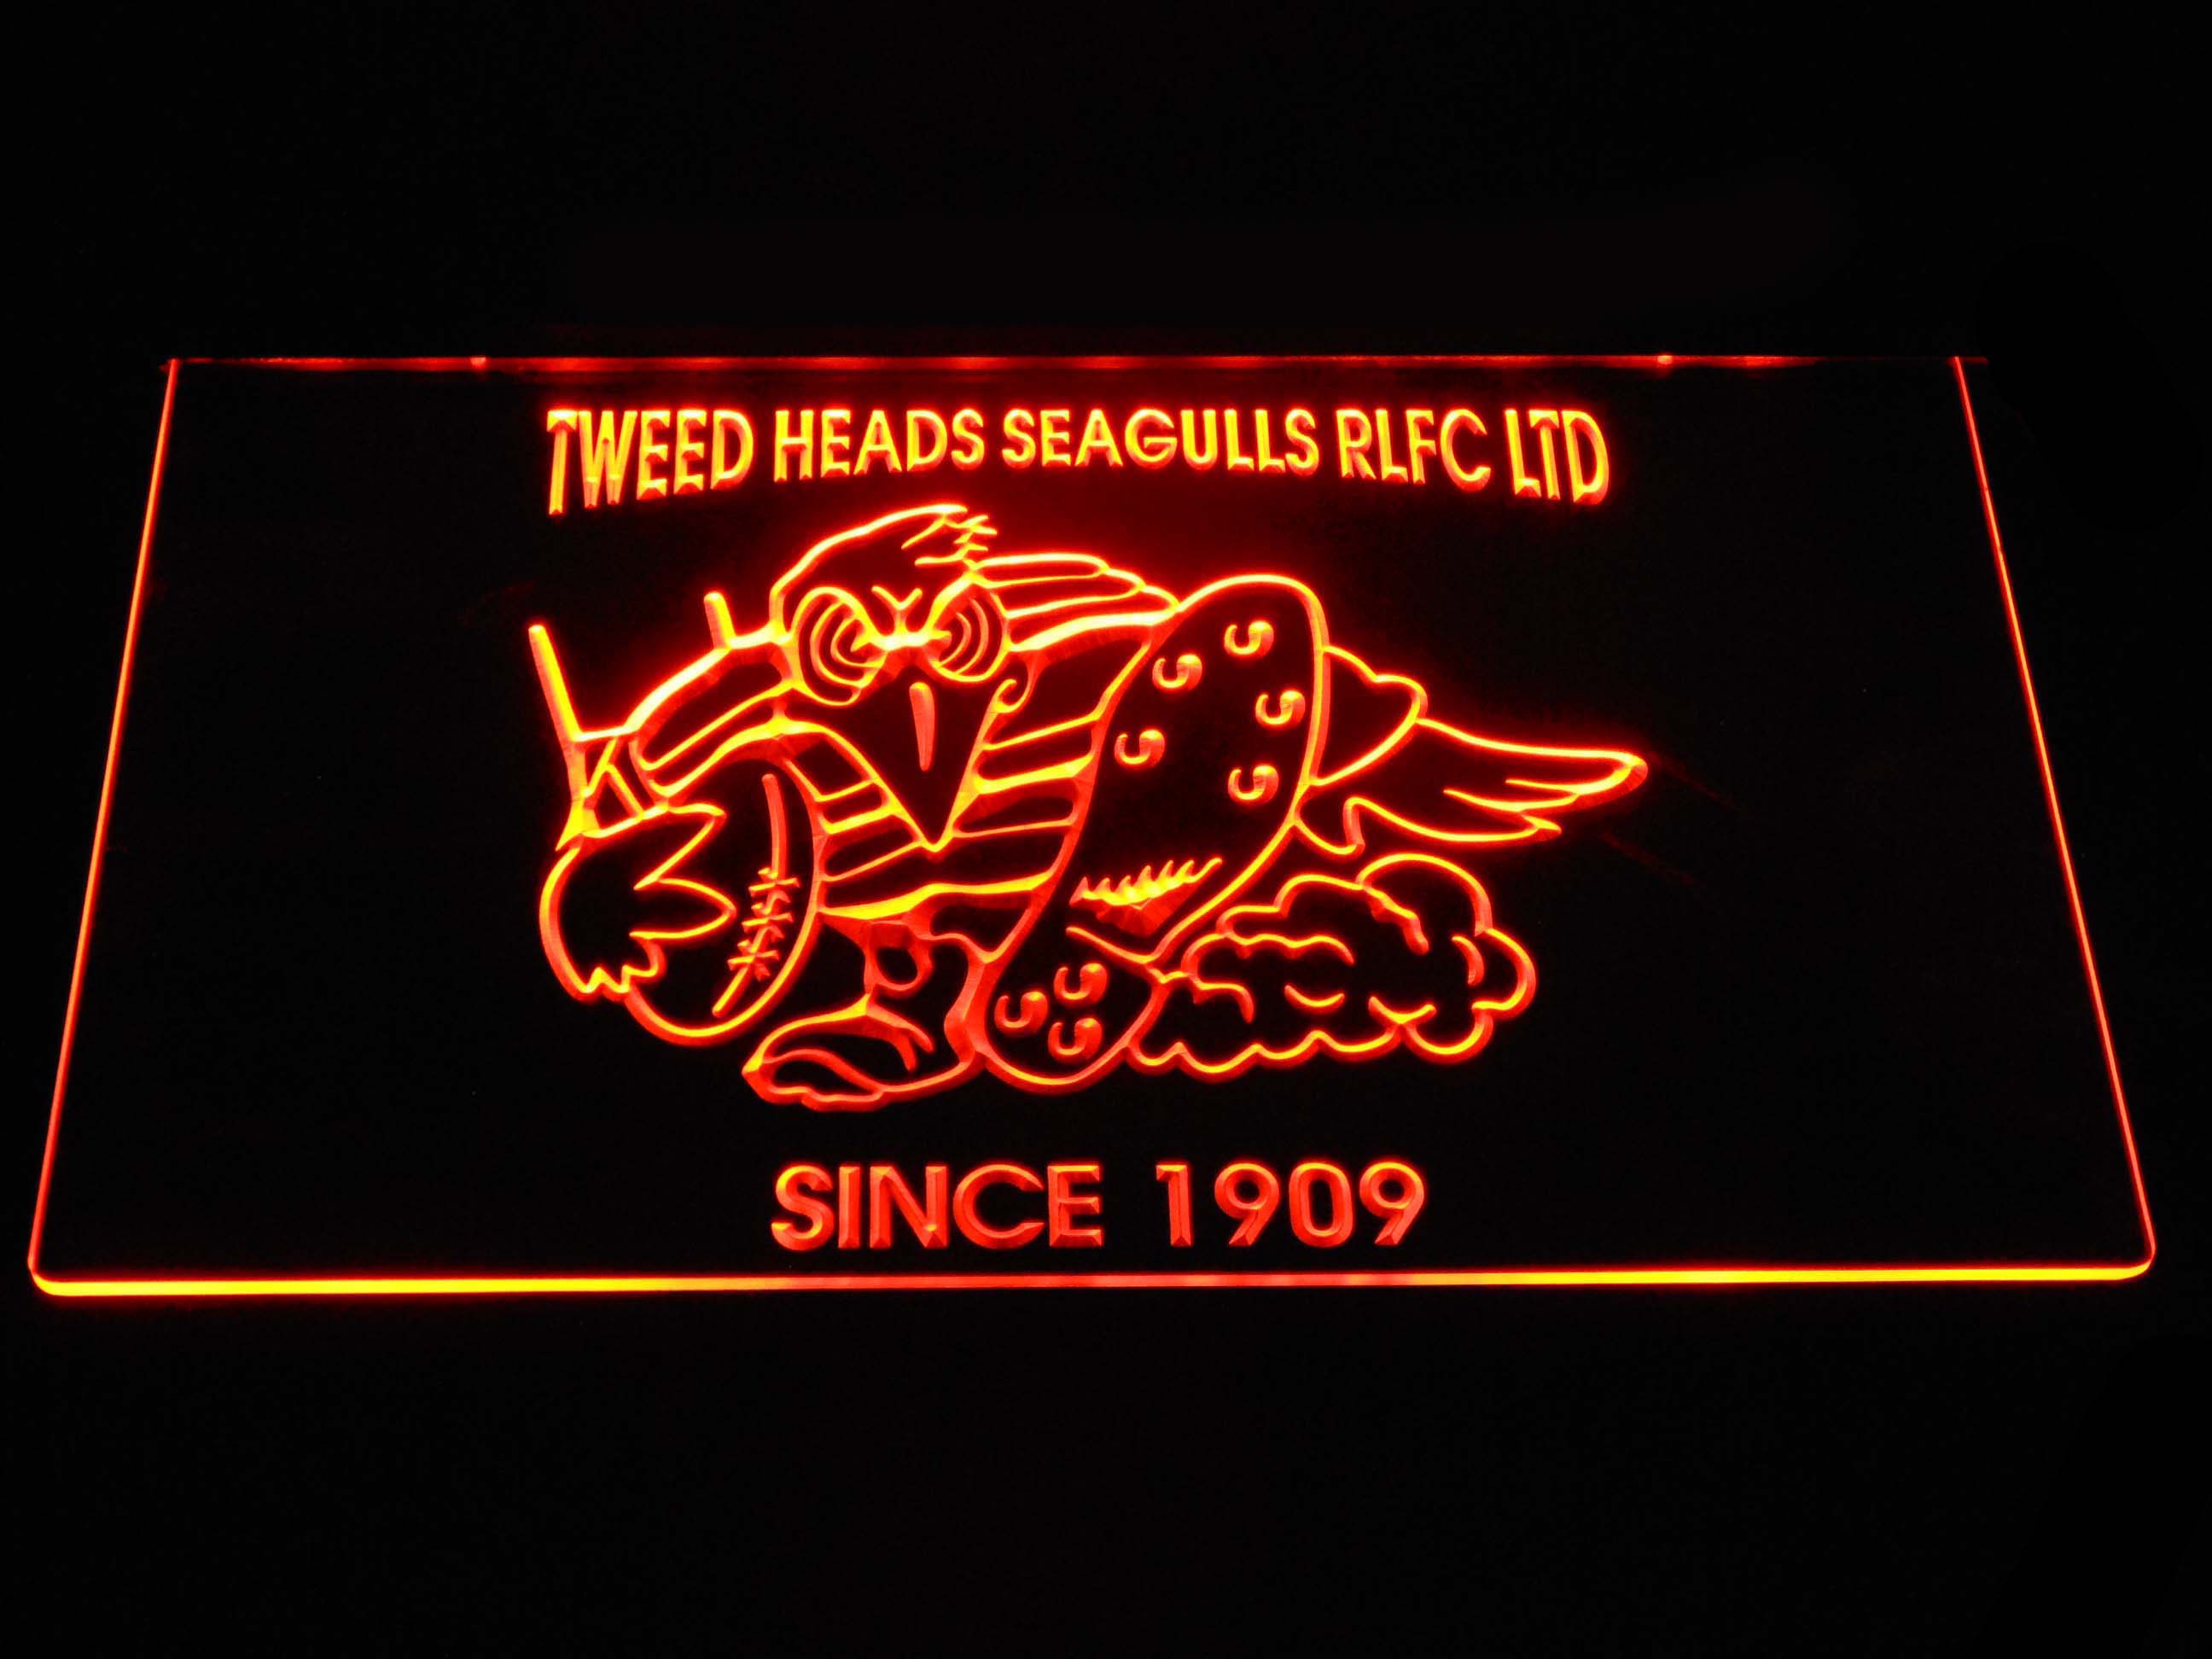 TWEED HEADS SEAGULLS RLFC LTD
SINCE 1909